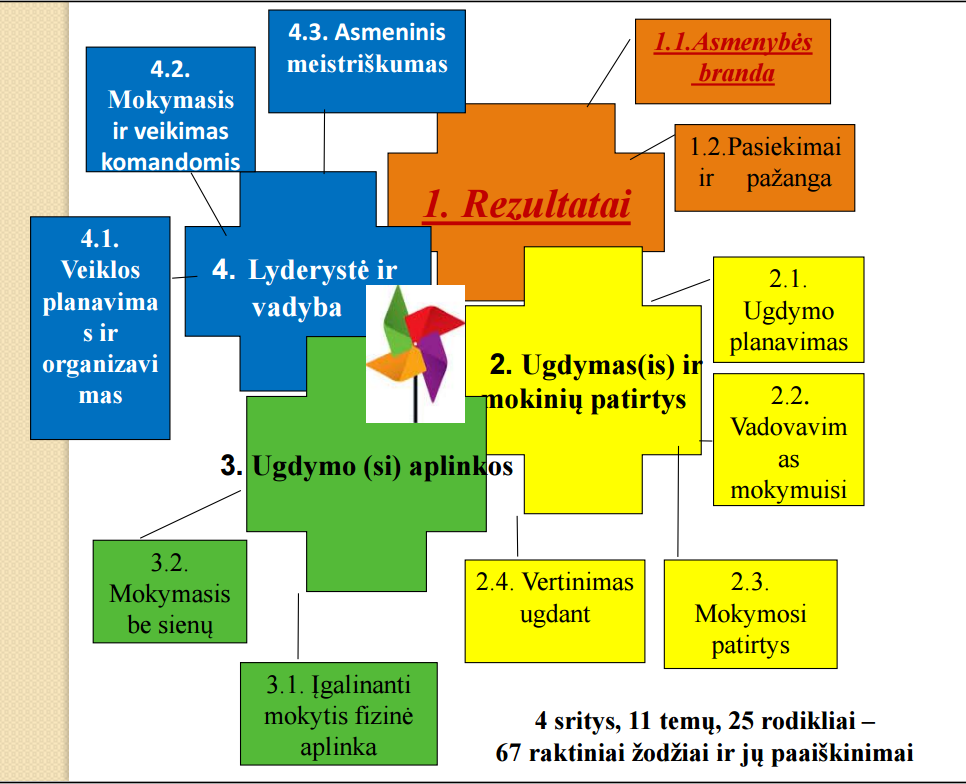 4.3. Asmeninis
meistriškumas
1.1.Asmenybės
branda
4.2.
Mokymasis
ir veikimas
komandomis
1.2.Pasiekimai
ir pažanga
1. Rezultatai
4.1.
Veiklos
planavima
s ir
organizavi
mas
4. Lyderystė ir
vadyba
2.1.
Ugdymo
planavimas
2. Ugdymas(is) ir
mokinių patirtys
2.2.
Vadovavim
as
mokymuisi
3. Ugdymo (si) aplinkos
3.2.
Mokymasis
be sienų
2.4. Vertinimas
ugdant
2.3.
Mokymosi
patirtys
3.1. Įgalinanti
mokytis fizinė
aplinka
4 sritys, 11 temų, 25 rodikliai –
67 raktiniai žodžiai ir jų paaiškinimai